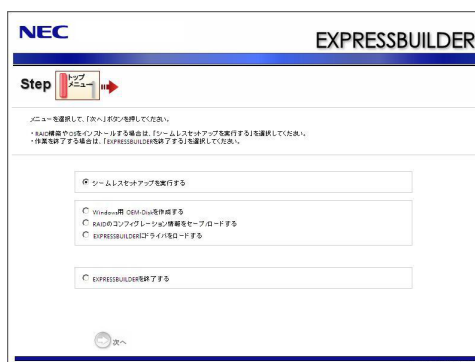 NEC
EXPRESSBUILDER
Step
トップ
メニュー
メニューを選択して、「次へ」ボタンを押してください。
・RAID構築やOSをインストールする場合は、「シームレスセットアップを実行する」を選択してください。
・作業を終了する場合は、「EXPRESSBUILDERを終了する」を選択してください。
シームレスセットアップを実行する
Windows用 OEM-Diskを作成する
RAIDのコンフィグレーション情報をセーブ/ロードする
EXPRESSBUILDERにドライバをロードする
EXPRESSBUILDERを終了する
次へ